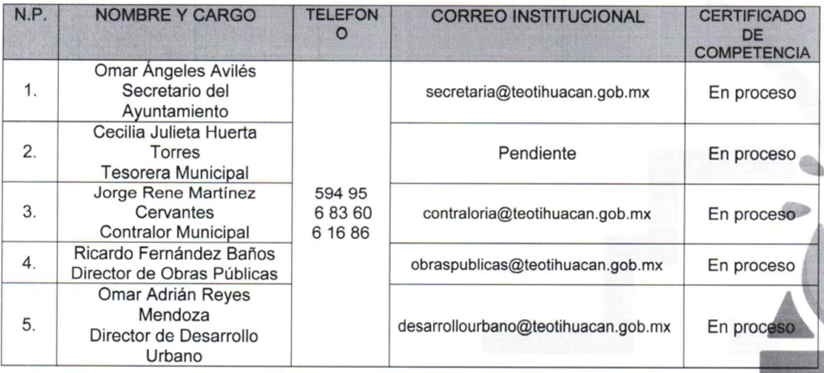 N.P. NOMBRE Y CARGO TELEFON
O CORREO INSTITUCIONAL CERTIFICADO
DE
COMPETENCIA
1. Omar Ángeles Avilés
Secretario del
Ayuntamiento secretaria@teotihuacan.gob.mx En proceso
2. Cecilia Julieta Huerta
Torres
Tesorera Municipal Pendiente En proceso
3. Jorge Rene Martínez
Cervantes
Contralor Municipal 594 95
6 83 60
6 16 86 contraloria@teotihuacan.gob.mx En proceso
4. Ricardo Fernández Baños
Director de Obras Públicas obraspublicas@teotihuacan.gob.mx En proceso
5. Omar Adrián Reyes
Mendoza
Director de Desarrollo
Urbano desarrollourbano@teotihuacan.gob.mx En proceso